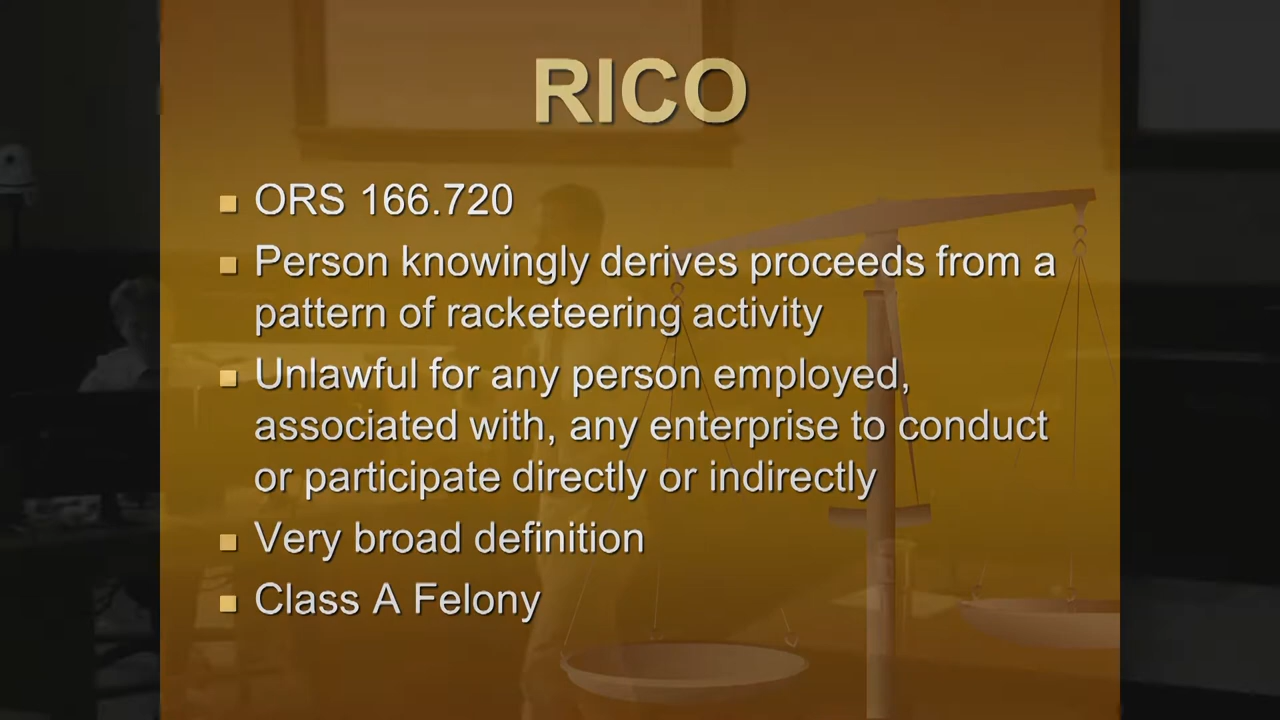 RICO
ORS 166.720
Person knowingly derives proceeds from a
pattern of racketeering activity
Unlawful for any person employed,
associated with, any enterprise to conduct
or participate directly or indirectly
Very broad definition
Class A Felony